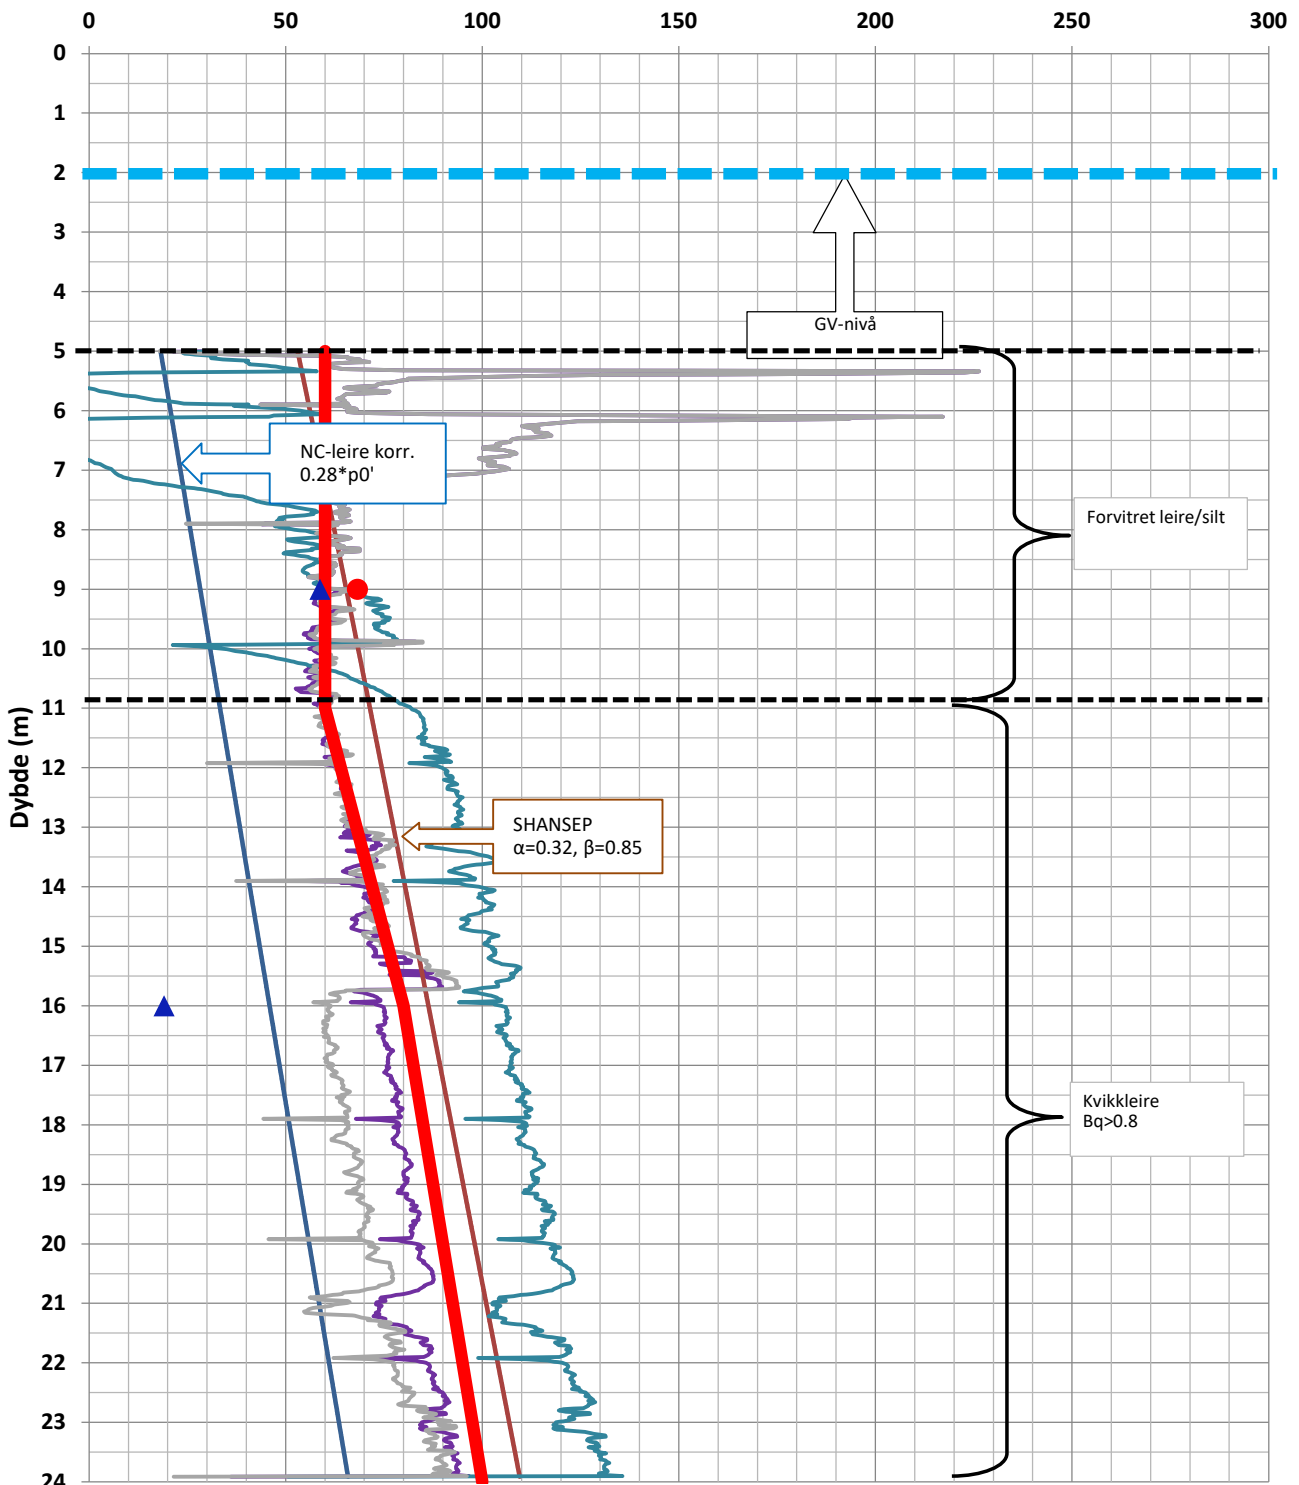 0 50 100 150 200 250 300
0
1
2
3
4
GV-nivå
5
6
NC-leire korr.
0.28*p0'
7
Forvitret leire/silt
8
9
10
11
Dybde (m)
12
13
SHANSEP
α=0.32, β=0.85
14
15
16
17
Kvikkleire
Bq>0.8
18
19
20
21
22
23
24